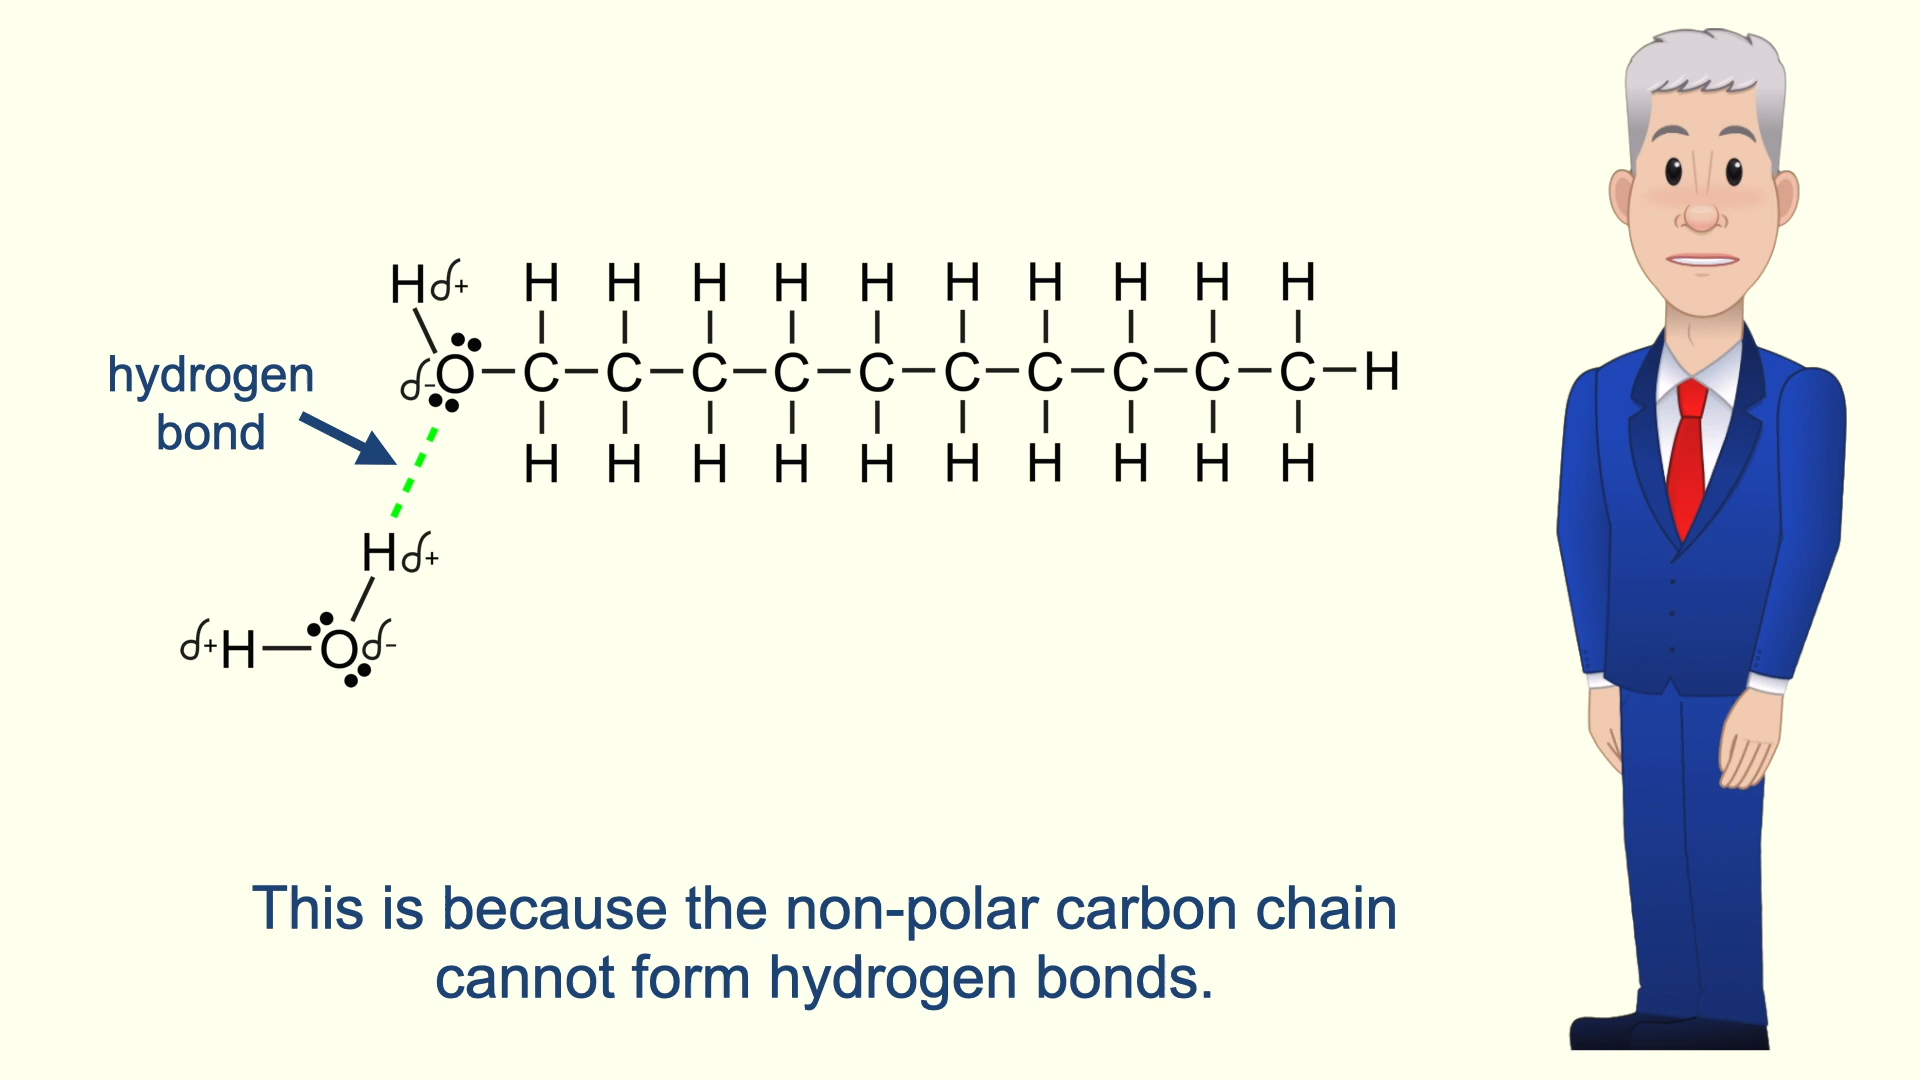 H δ+ H H H H H H H H H H
hydrogen
bond
δ- O C C C C C C C C C C H
H H H H H H H H H H
H δ+
δ+ H O δ-
This is because the non-polar carbon chain
cannot form hydrogen bonds.